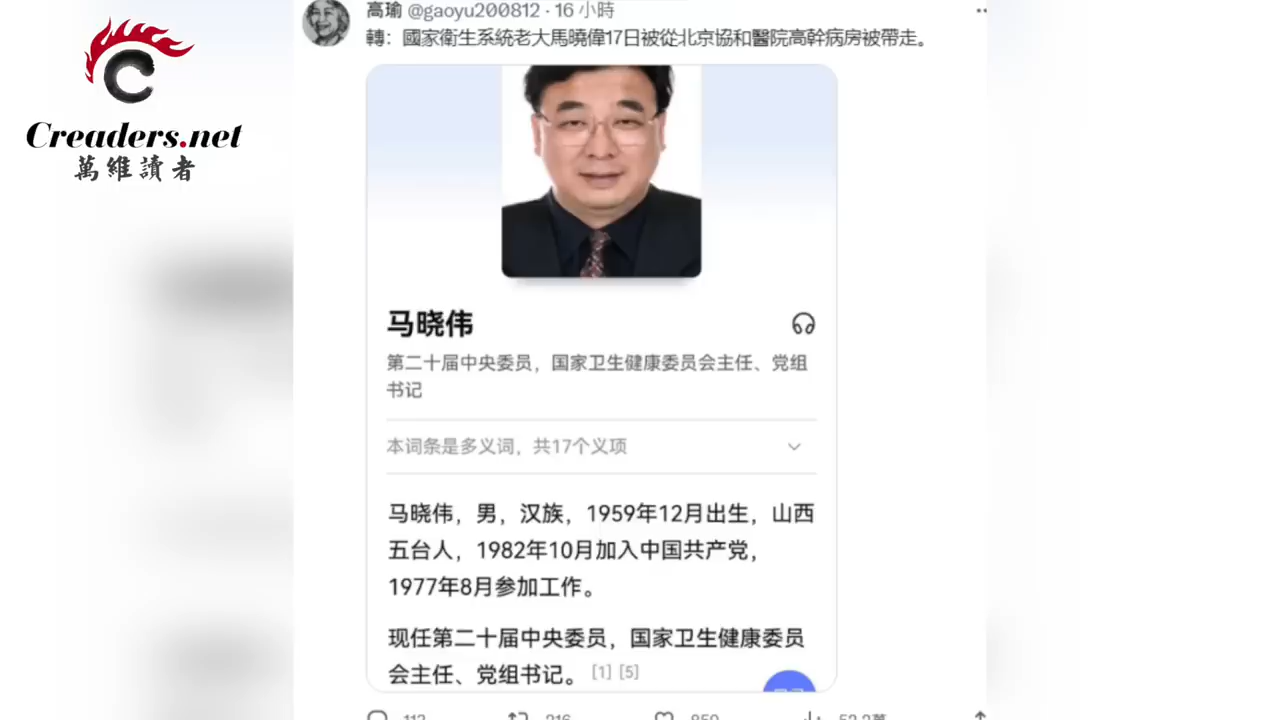 高瑜 @gaoyu200812 · 16 小時
轉：國家衛生系統老大馬曉偉17日被從北京協和醫院高幹病房被帶走。
Creaders.net
萬維讀者
马晓伟
第二十届中央委员，国家卫生健康委员会主任、党组
书记
本词条是多义词，共17个义项
马晓伟，男，汉族，1959年12月出生，山西
五台人，1982年10月加入中国共产党，
1977年8月参加工作。
现任第二十届中央委员，国家卫生健康委员
会主任、党组书记。 [1] [5]